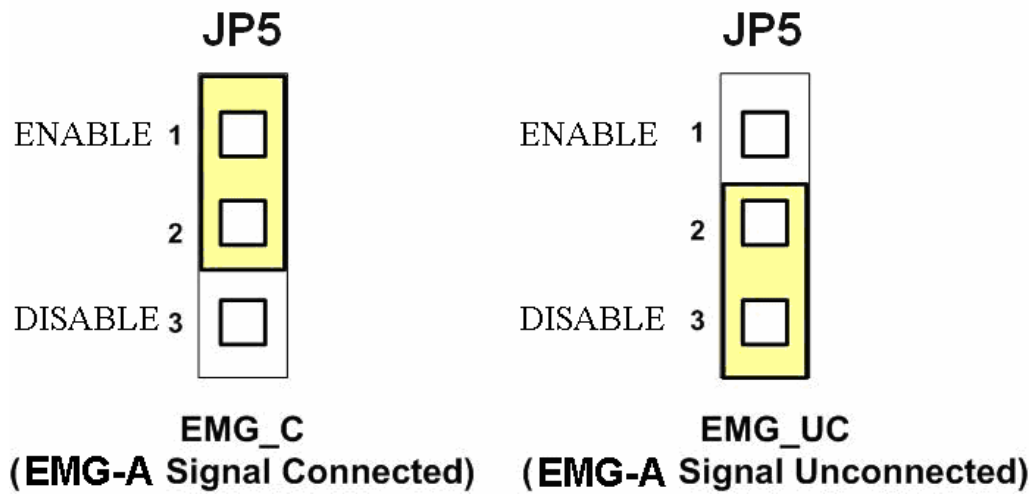 JP5 JP5
ENABLE 1 ENABLE 1
2 2
DISABLE 3 DISABLE 3
EMG_C EMG_UC
(EMG-A Signal Connected) (EMG-A Signal Unconnected)